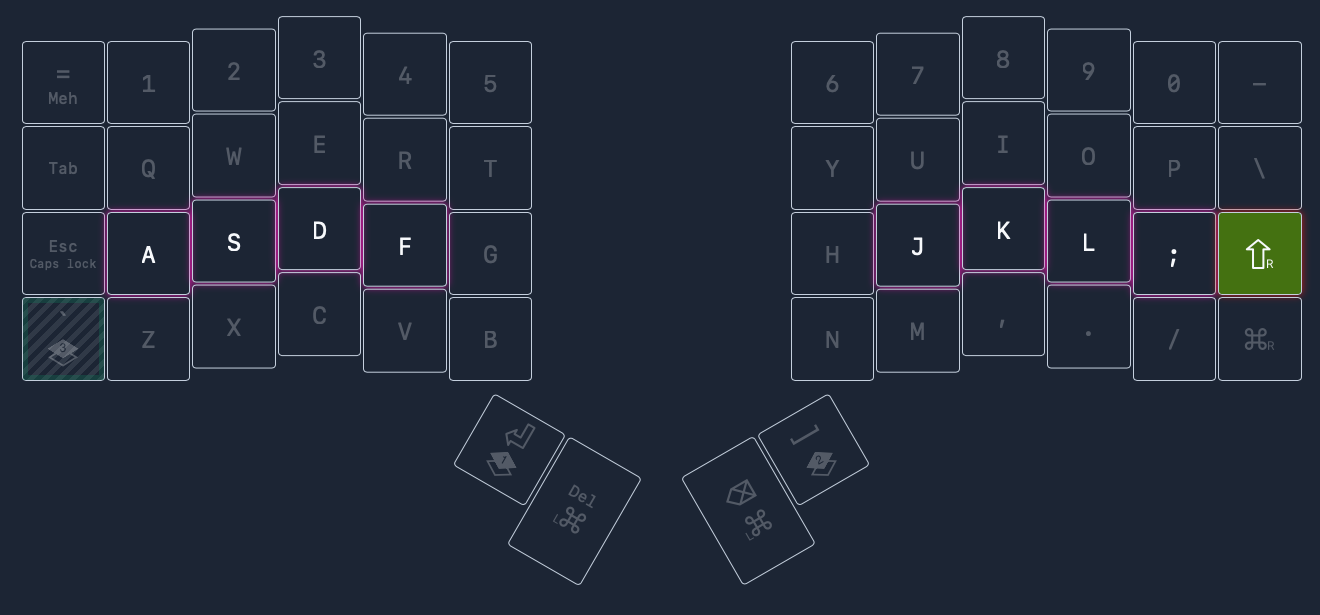 = 1 2 3 4 5 6 7 8 9 0 -
Meh
Tab Q W E R T Y U I O P \
Esc A S D F G H J K L ; R
Caps lock
` Z X C V B N M , . / ⌘R
3
1 ] 2
Del
L⌘ L⌘